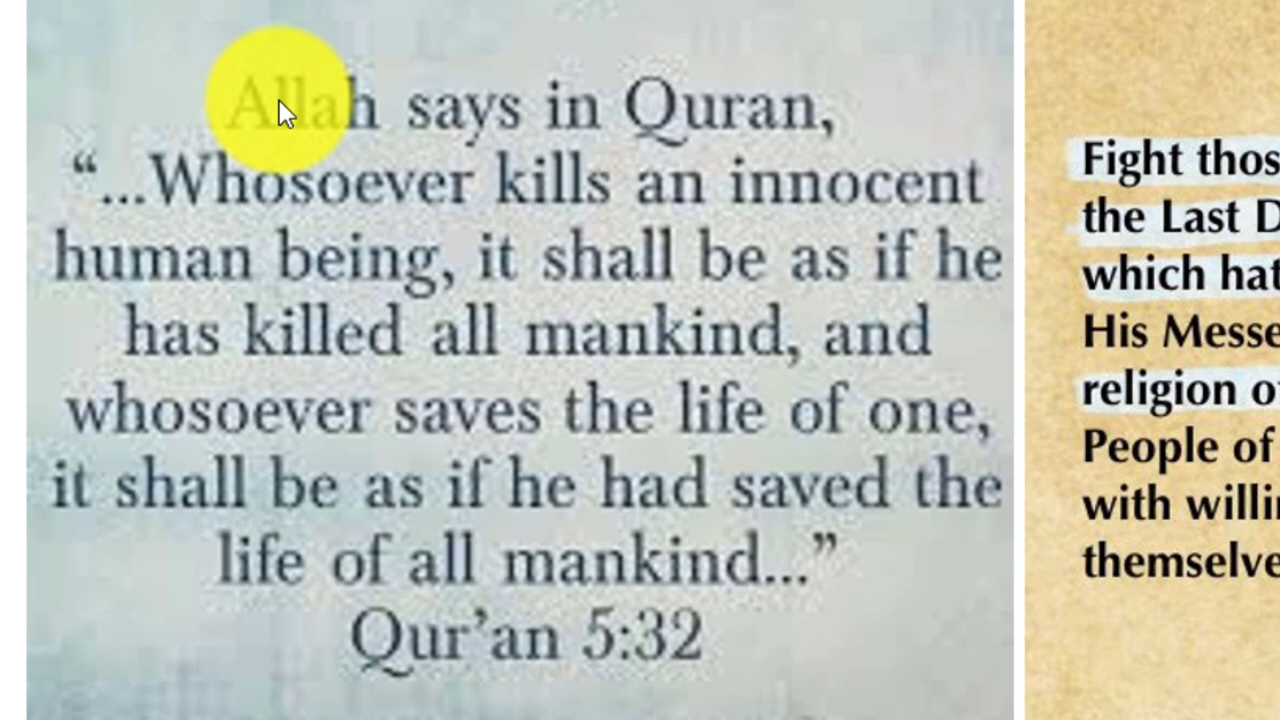 Allah says in Quran,
“...Whosoever kills an innocent
human being, it shall be as if he
has killed all mankind, and
whosoever saves the life of one,
it shall be as if he had saved the
life of all mankind...”
Qur’an 5:32
Fight thos
the Last D
which hat
His Messe
religion o
People of
with willi
themselve